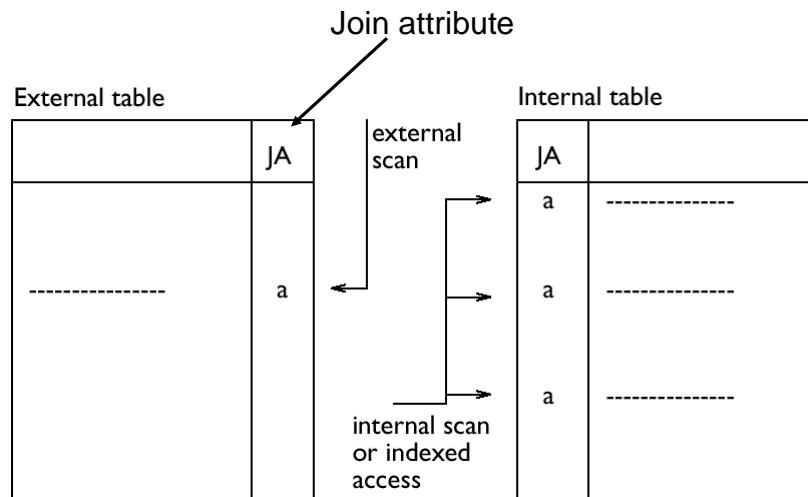 Join attribute
External table
Internal table
JA
external
scan
JA
a
---------------
----------------
a
a
---------------
a
---------------
internal scan
or indexed
access